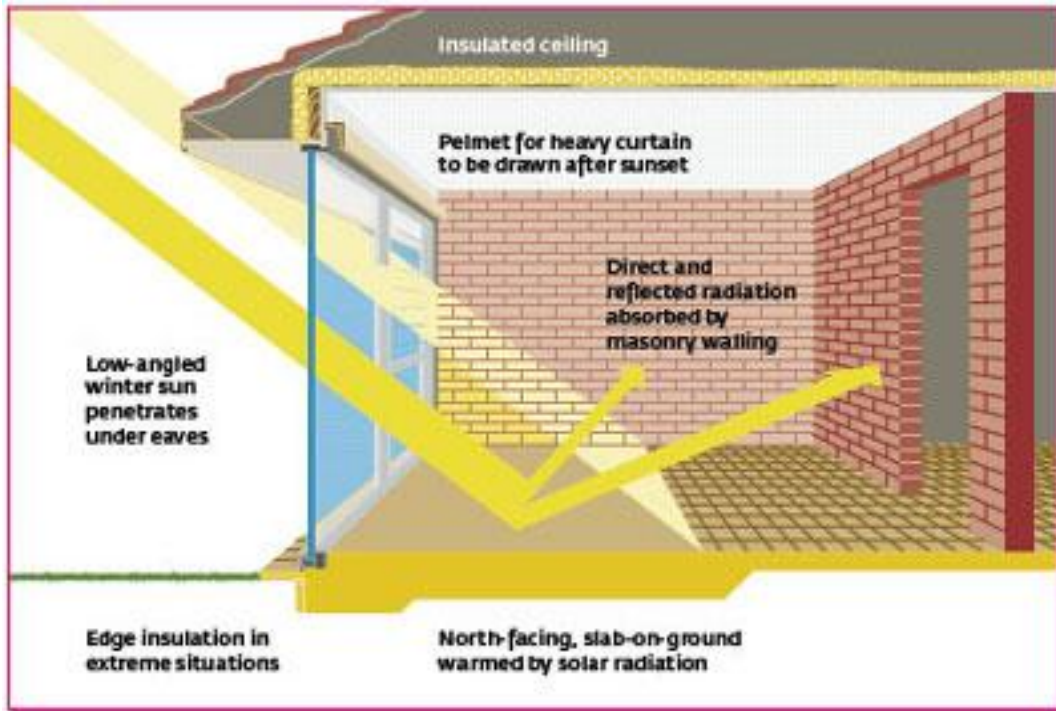 Insulated ceiling
Pelmet for heavy curtain
to be drawn after sunset
Direct and
reflected radiation
absorbed by
masonry walling
Low-angled
winter sun
penetrates
under eaves
Edge insulation in
extreme situations
North-facing, slab-on-ground
warmed by solar radiation